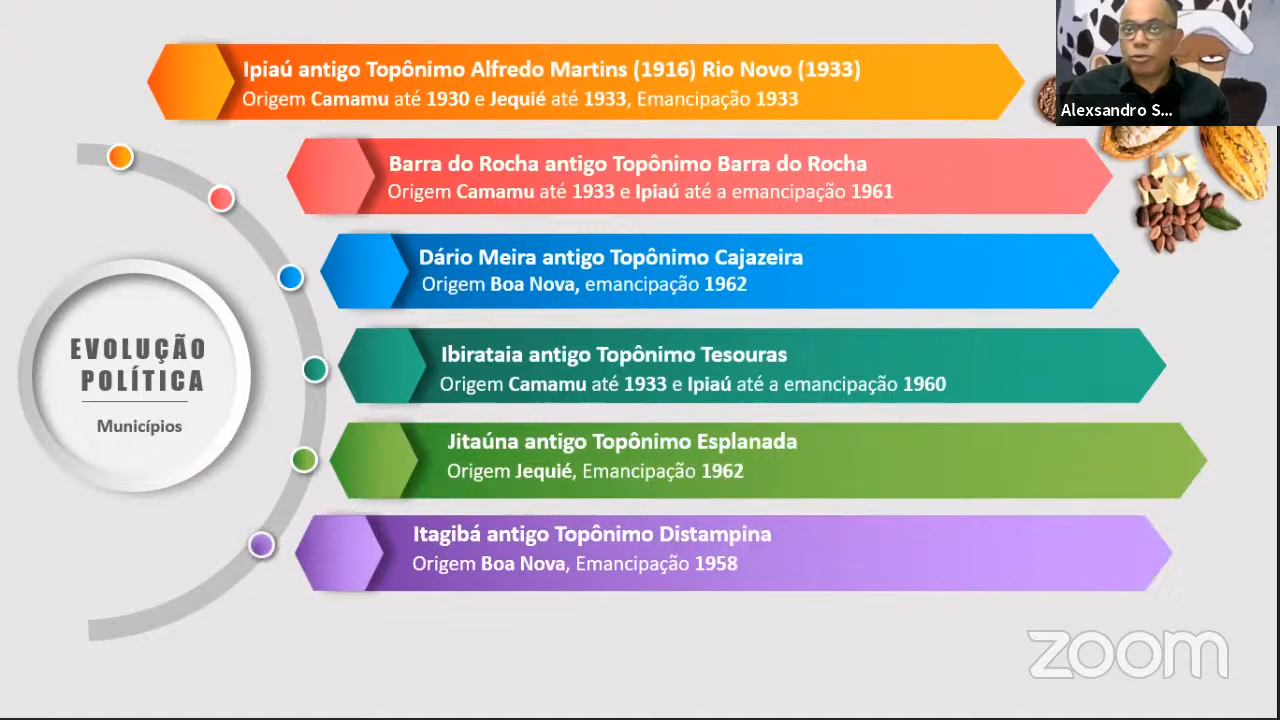 Ipiaú antigo Topônimo Alfredo Martins (1916) Rio Novo (1933)
Origem Camamu até 1930 e Jequié até 1933, Emancipação 1933
Alexsandro S...
Barra do Rocha antigo Topônimo Barra do Rocha
Origem Camamu até 1933 e Ipiaú até a emancipação 1961
Dário Meira antigo Topônimo Cajazeira
Origem Boa Nova, emancipação 1962
EVOLUÇÃO
POLÍTICA
Municípios
Ibirataia antigo Topônimo Tesouras
Origem Camamu até 1933 e Ipiaú até a emancipação 1960
Jitaúna antigo Topônimo Esplanada
Origem Jequié, Emancipação 1962
Itagibá antigo Topônimo Distampina
Origem Boa Nova, Emancipação 1958
zoom